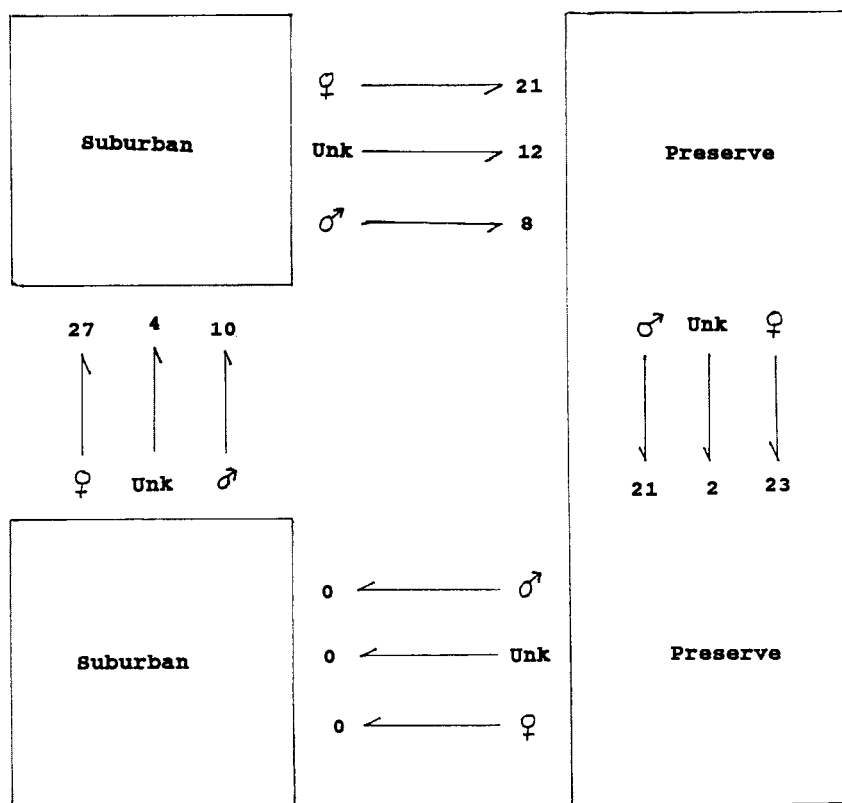 ♀ 21
Suburban Unk 12 Preserve
♂ 8
27 4 10
♂ Unk ♀
♀ Unk ♂
21 2 23
0 ♂
Suburban 0 Unk Preserve
0 ♀